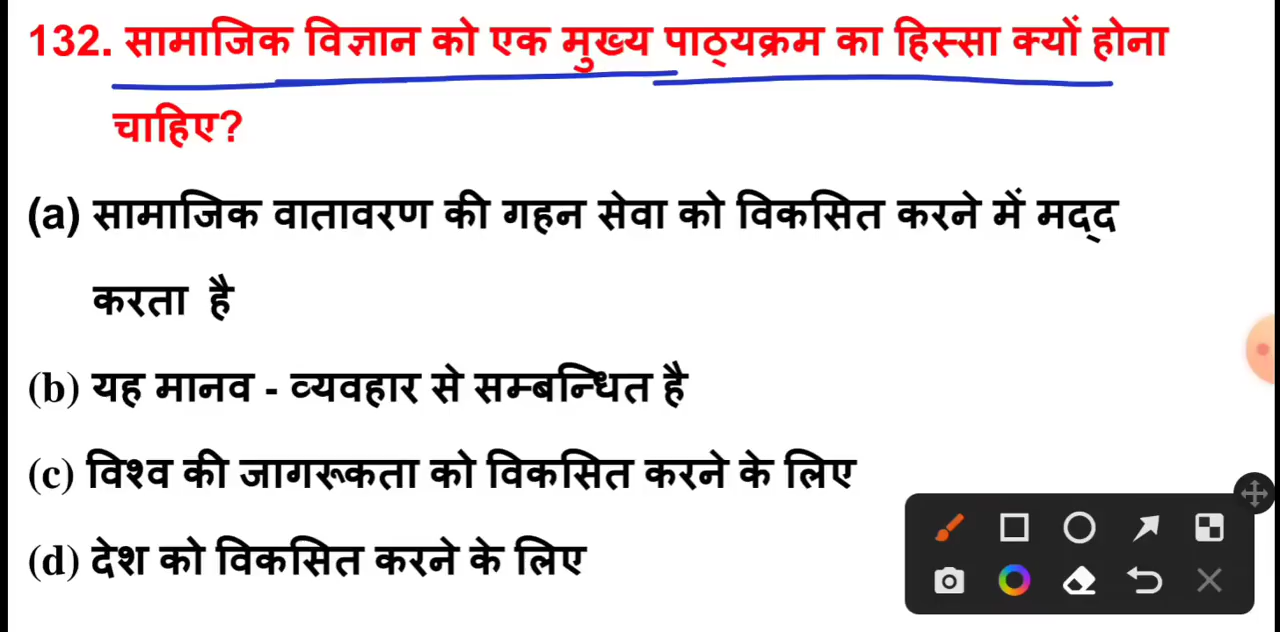 132. सामाजिक विज्ञान को एक मुख्य पाठ्यक्रम का हिस्सा क्यों होना
चाहिए?
(a) सामाजिक वातावरण की गहन सेवा को विकसित करने में मद्द
करता है
(b) यह मानव - व्यवहार से सम्बन्धित है
(c) विश्व की जागरूकता को विकसित करने के लिए
(d) देश को विकसित करने के लिए